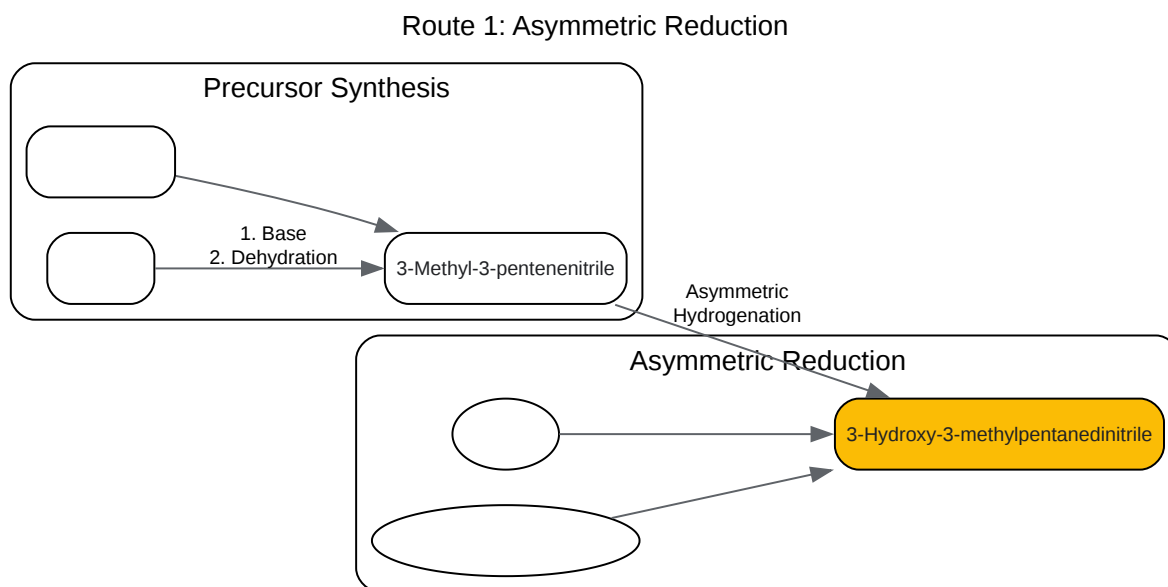 Route 1: Asymmetric Reduction
Precursor Synthesis
1. Base
2. Dehydration
3-Methyl-3-pentenenitrile
Asymmetric
Hydrogenation
Asymmetric Reduction
3-Hydroxy-3-methylpentanedinitrile